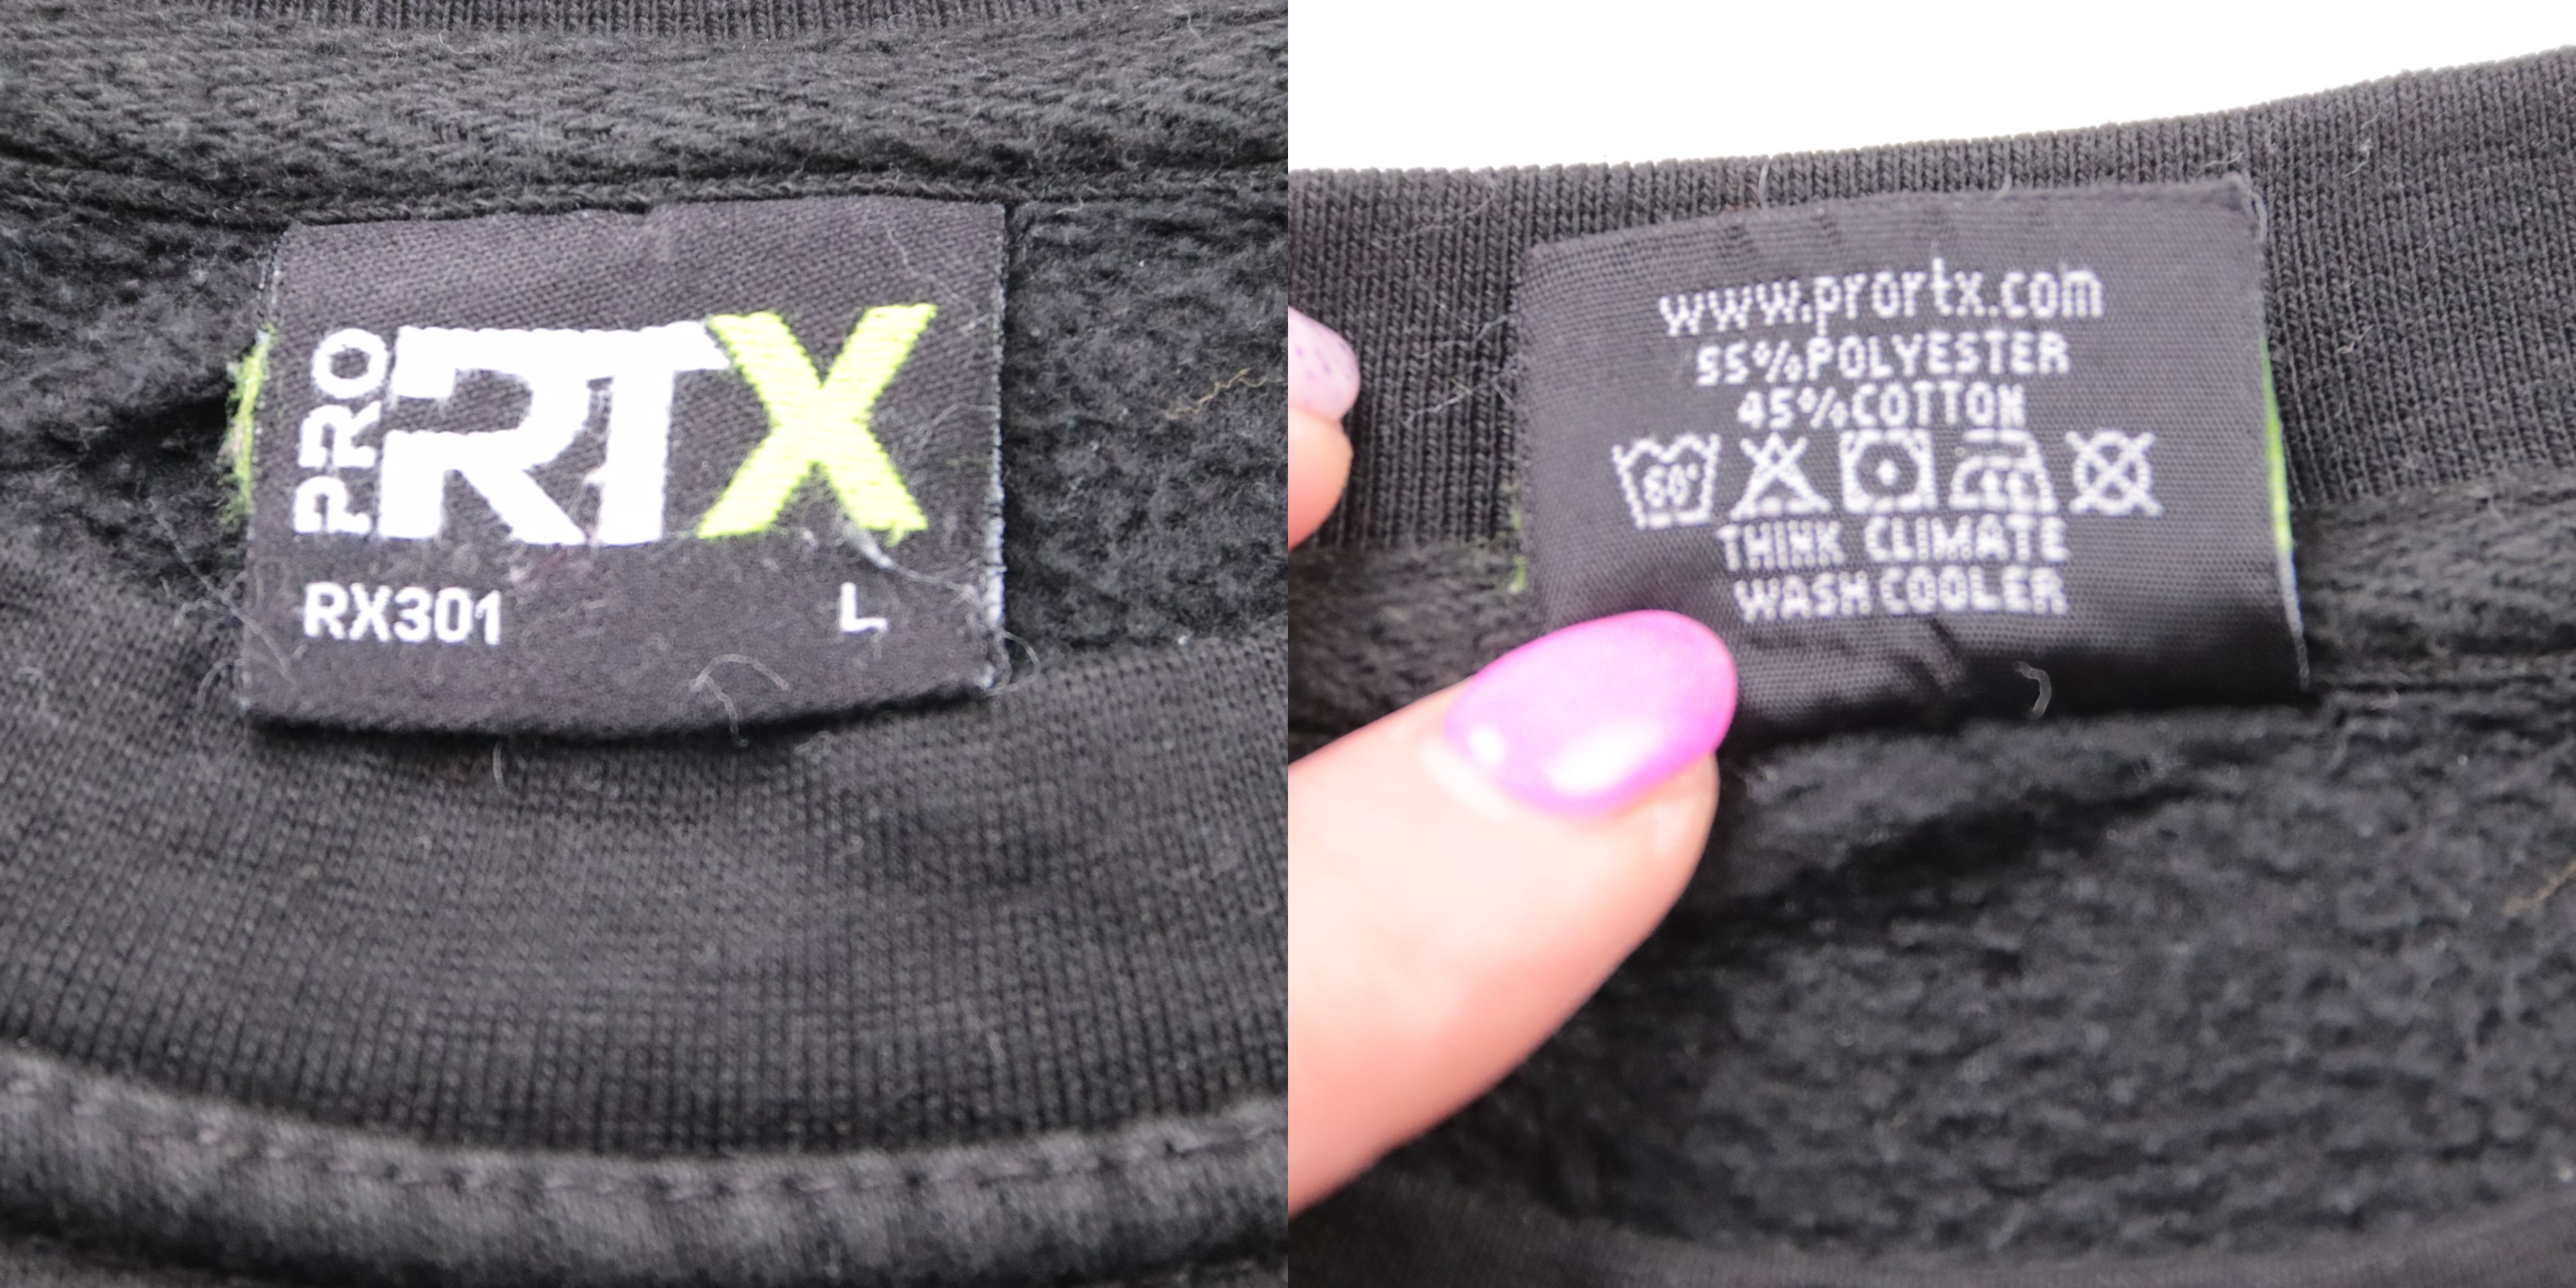 PRO RTX
RX301 L
www.prortx.com
55%POLYESTER
45%COTTON
60°
THINK CLIMATE
WASH COOLER